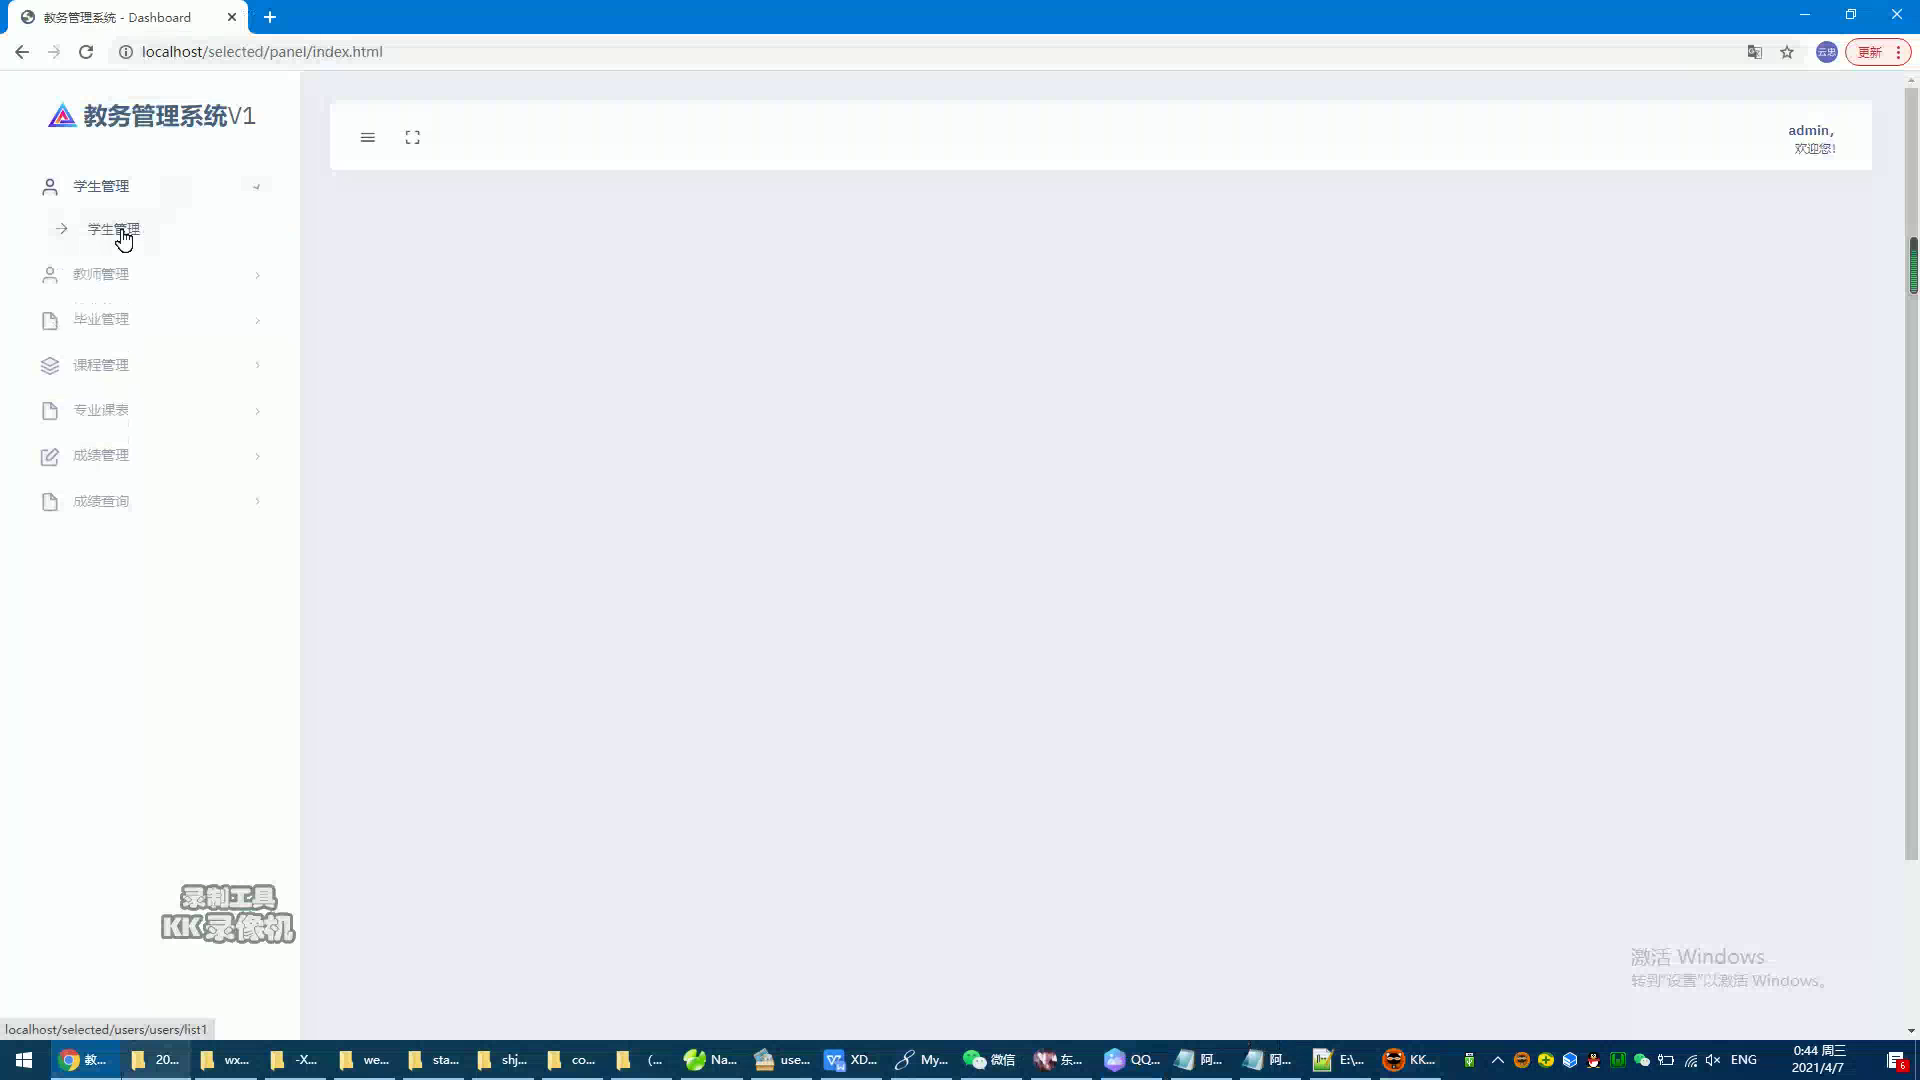 教务管理系统 - Dashboard
localhost/selected/panel/index.html
云忠
更新
教务管理系统V1
admin,
欢迎您!
学生管理
学生管理
教师管理
毕业管理
课程管理
专业课表
成绩管理
成绩查询
录制工具
KK录像机
激活 Windows
转到"设置"以激活 Windows。
localhost/selected/users/users/list1
教... 20... wx... -X... we... sta... shj... co... (... Na... use... XD... My... 微信 东... QQ... 阿... 阿... E:\... KK... ENG
0:44 周三
2021/4/7
6